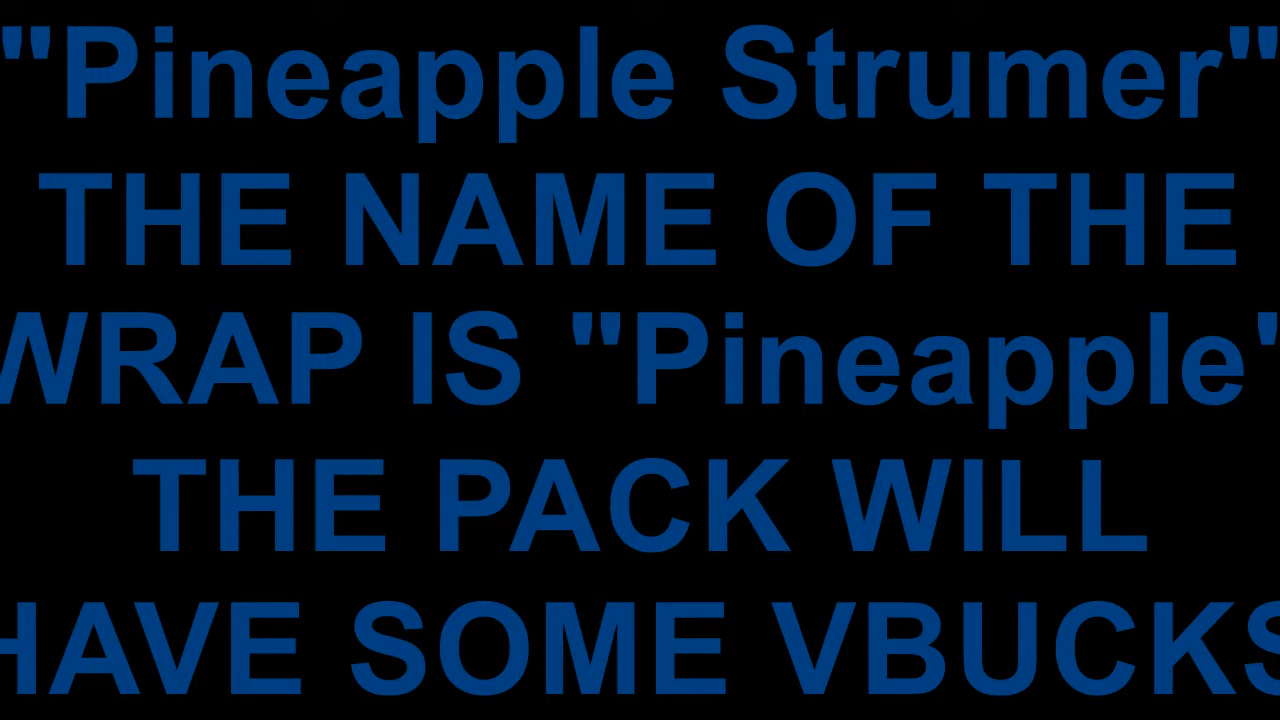 "Pineapple Strumer"
THE NAME OF THE
WRAP IS "Pineapple"
THE PACK WILL
HAVE SOME VBUCKS